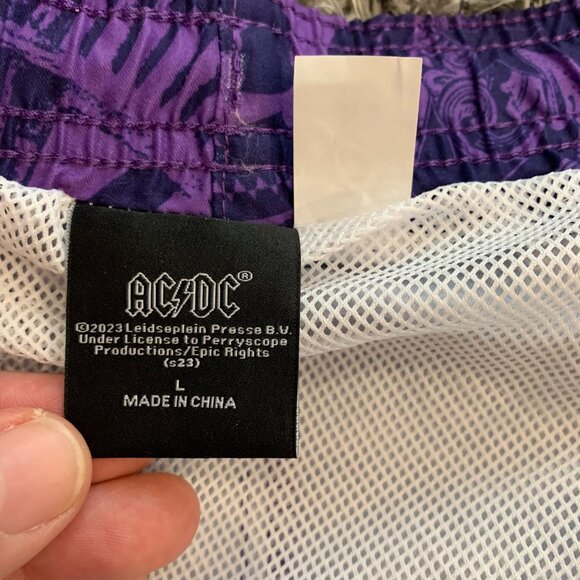 AC⚡DC®
©2023 Leidseplein Presse B.V.
Under License to Perryscope
Productions/Epic Rights
(s23)
L
MADE IN CHINA